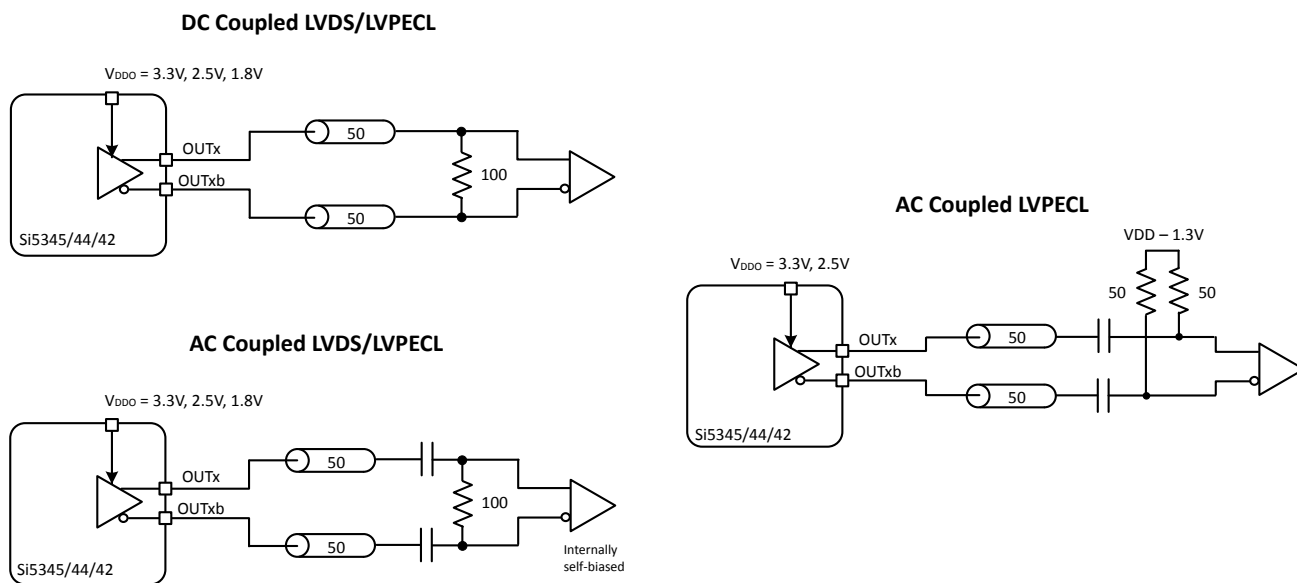 DC Coupled LVDS/LVPECL
VDDO = 3.3V, 2.5V, 1.8V
OUTx
50
100
OUTxb
50
Si5345/44/42
AC Coupled LVDS/LVPECL
VDDO = 3.3V, 2.5V, 1.8V
OUTx
50
100
OUTxb
50
Si5345/44/42
Internally
self-biased
AC Coupled LVPECL
VDD – 1.3V
VDDO = 3.3V, 2.5V
50
50
OUTx
50
OUTxb
50
Si5345/44/42